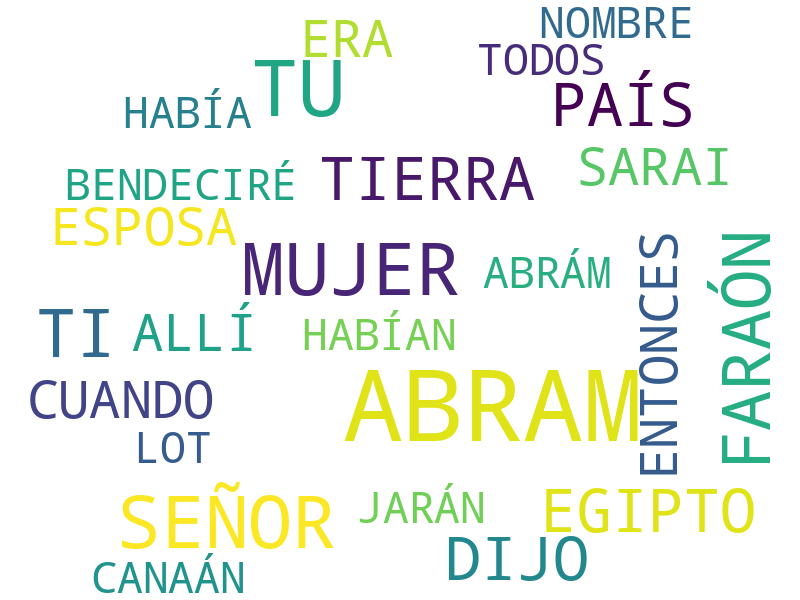 NOMBRE
ERA
TODOS
TU
PAÍS
HABÍA
SARAI
TIERRA
BENDECIRÉ
ESPOSA
MUJER
ABRÁM
ENTONCES
FARAÓN
TI
ALLÍ
HABÍAN
ABRAM
CUANDO
LOT
SEÑOR
JARÁN
EGIPTO
DIJO
CANAÁN